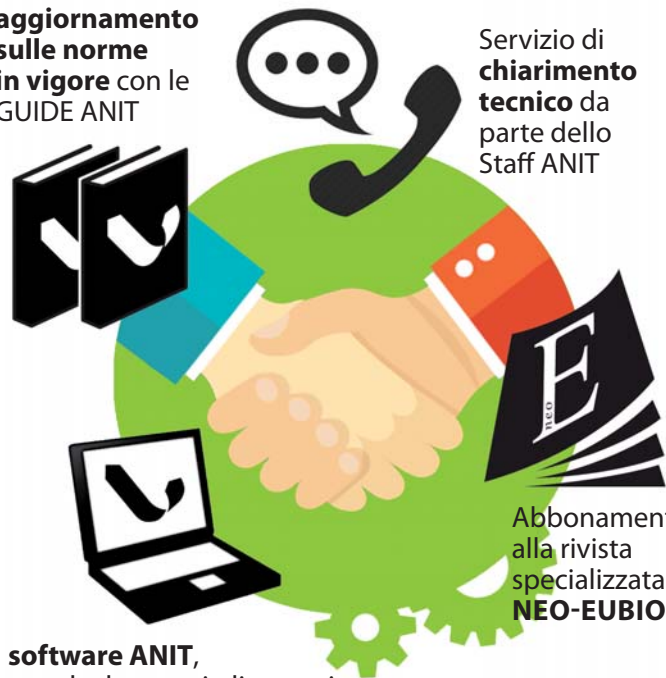 aggiornamento
sulle norme
in vigore con le
GUIDE ANIT
Servizio di
chiarimento
tecnico da
parte dello
Staff ANIT
E
neo
Abbonament
alla rivista
specializzata
NEO-EUBIO
software ANIT,